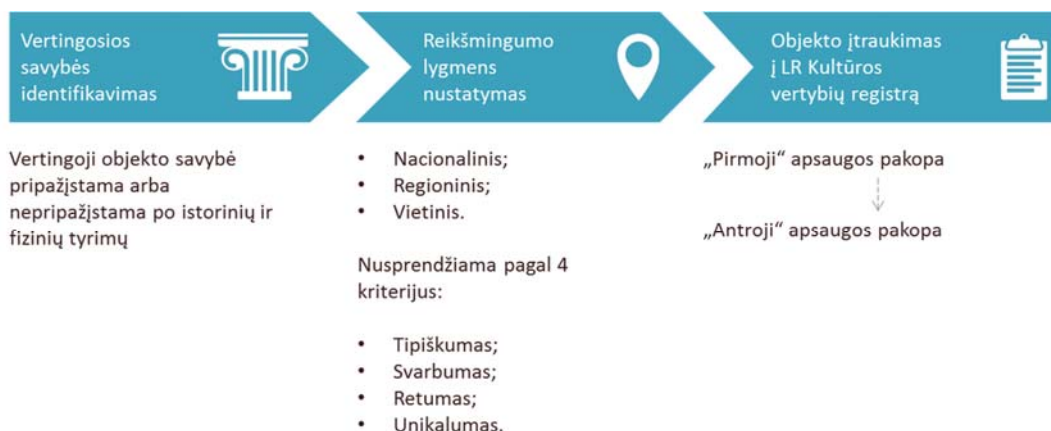 Vertingosios
savybės
identifikavimas
Vertingoji objekto savybė
pripažįstama arba
nepripažįstama po istorinių ir
fizinių tyrimų
Reikšmingumo
lygmens
nustatymas
• Nacionalinis;
• Regioninis;
• Vietinis.
Nusprendžiama pagal 4
kriterijus:
• Tipiškumas;
• Svarbumas;
• Retumas;
• Unikalumas.
Objekto įtraukimas
į LR Kultūros
vertybių registrą
„Pirmoji“ apsaugos pakopa
„Antroji“ apsaugos pakopa